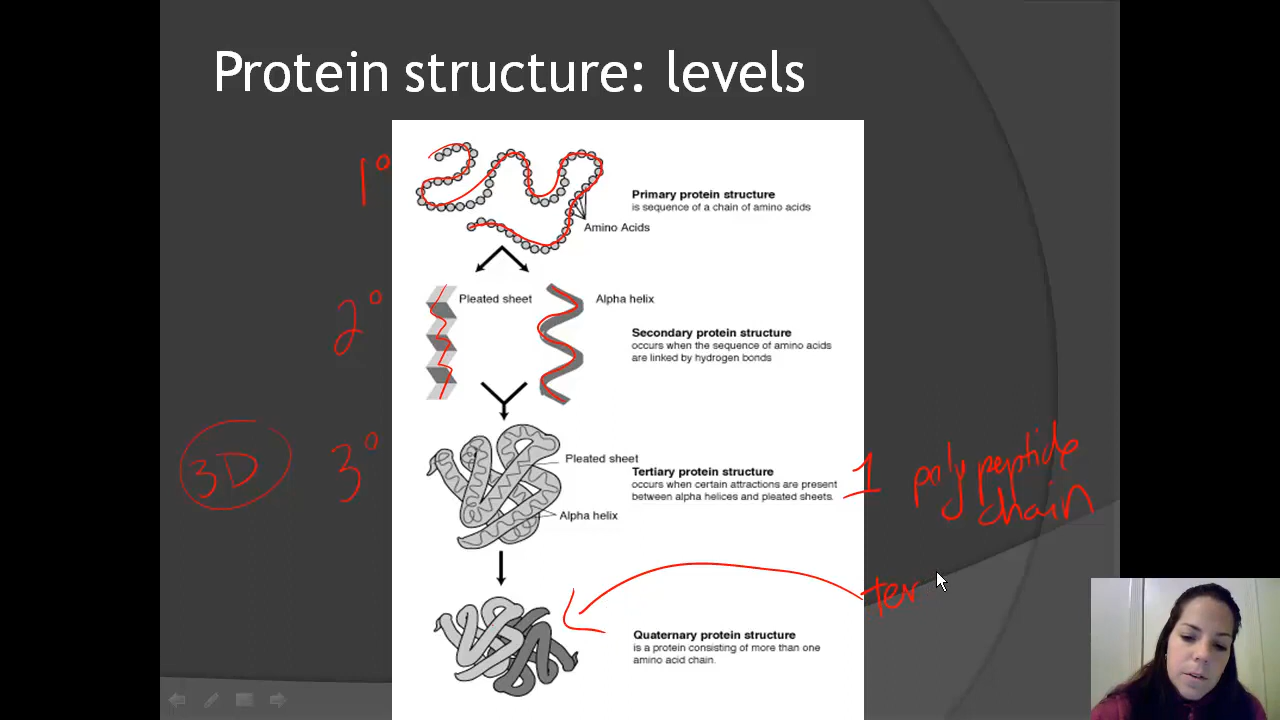 Protein structure: levels
1°
Primary protein structure
is sequence of a chain of amino acids
Amino Acids
Pleated sheet
Alpha helix
2°
Secondary protein structure
occurs when the sequence of amino acids
are linked by hydrogen bonds
3D
3°
Pleated sheet
Tertiary protein structure
occurs when certain attractions are present
between alpha helices and pleated sheets.
Alpha helix
1 polypeptide
chain
ter
Quaternary protein structure
is a protein consisting of more than one
amino acid chain.